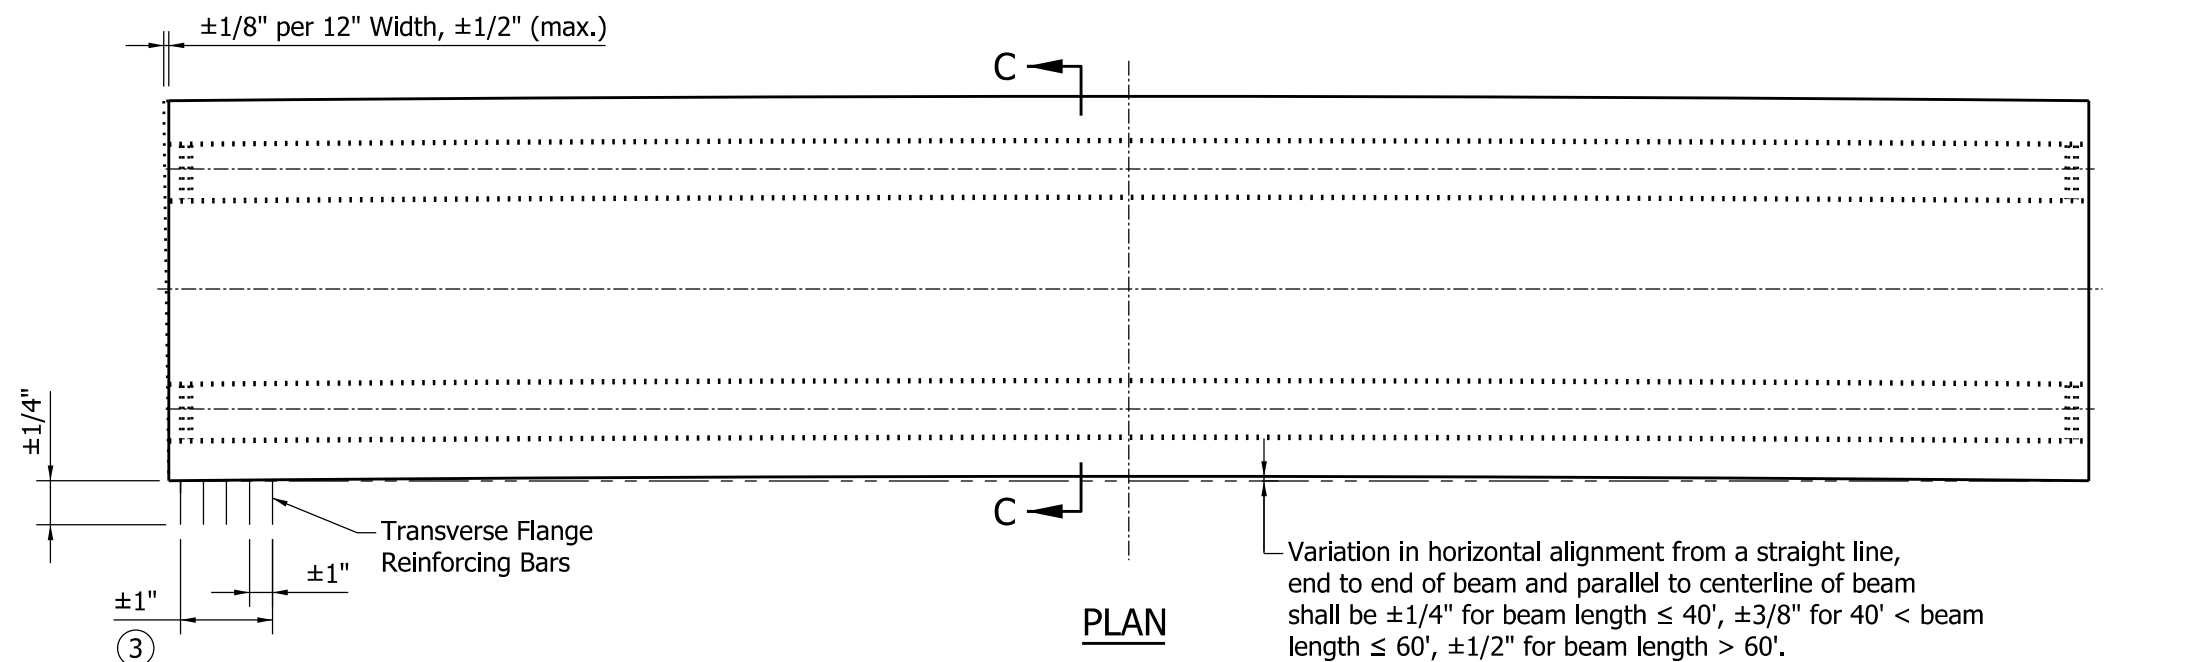 ±1/8" per 12" Width, ±1/2" (max.)
C
±1/4"
C
Transverse Flange
Reinforcing Bars
±1"
±1"
3
PLAN
Variation in horizontal alignment from a straight line,
end to end of beam and parallel to centerline of beam
shall be ±1/4" for beam length ≤ 40', ±3/8" for 40' < beam
length ≤ 60', ±1/2" for beam length > 60'.